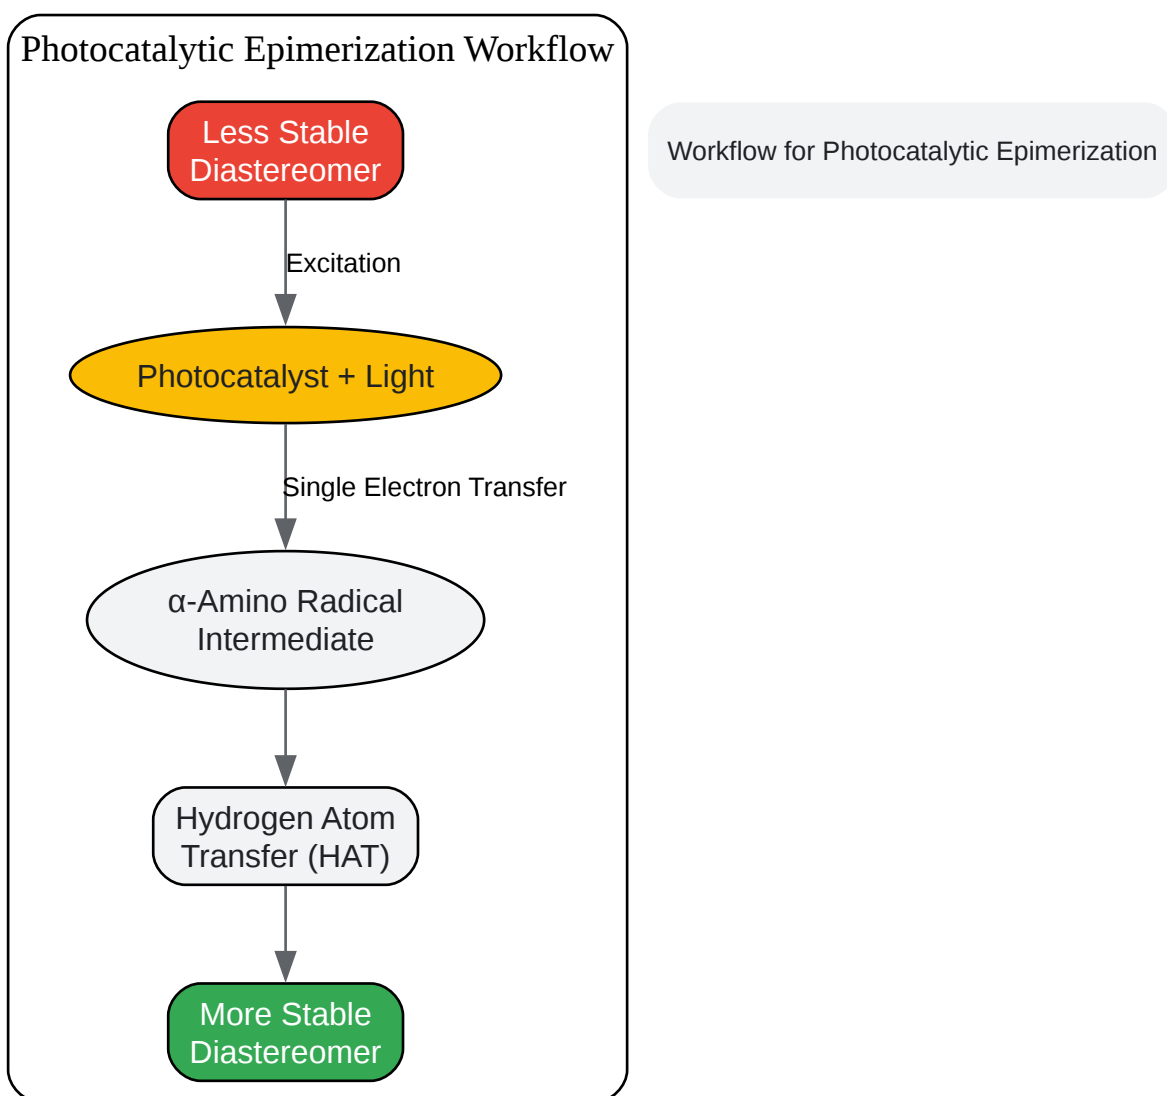 Photocatalytic Epimerization Workflow
Less Stable
Diastereomer
Workflow for Photocatalytic Epimerization
Excitation
Photocatalyst + Light
Single Electron Transfer
α-Amino Radical
Intermediate
Hydrogen Atom
Transfer (HAT)
More Stable
Diastereomer